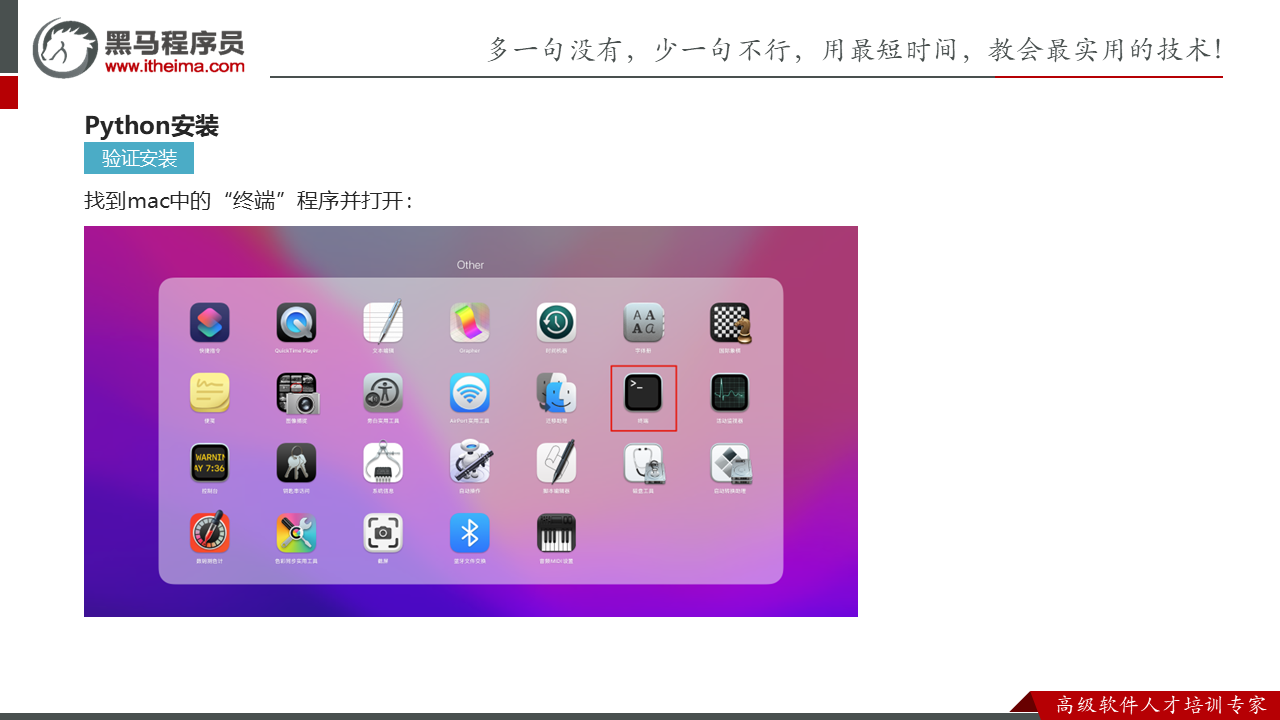 黑马程序员
www.itheima.com
多一句没有，少一句不行，用最短时间，教会最实用的技术！
Python安装
验证安装
找到mac中的“终端”程序并打开：
Other
快捷指令 QuickTime Player 文本编辑 Grapher 时间机器 字体册 国际象棋
便笺 图像捕捉 旁白实用工具 AirPort实用工具 迁移助理 终端 活动监视器
WARNIN
AY 7:36
控制台 钥匙串访问 系统信息 自动操作 脚本编辑器 磁盘工具 启动转换助理
数码测色计 色彩同步实用工具 截屏 蓝牙文件交换 音频MIDI设置
高级软件人才培训专家